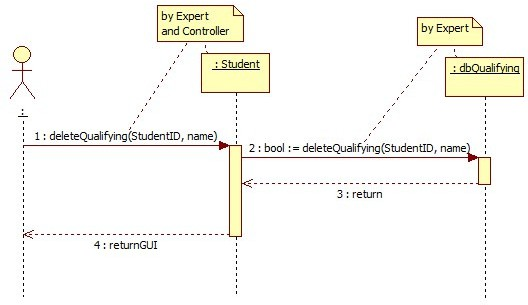 by Expert
and Controller
by Expert
: Student
: dbQualifying
:
1 : deleteQualifying(StudentID, name)
2 : bool := deleteQualifying(StudentID, name)
3 : return
4 : returnGUI